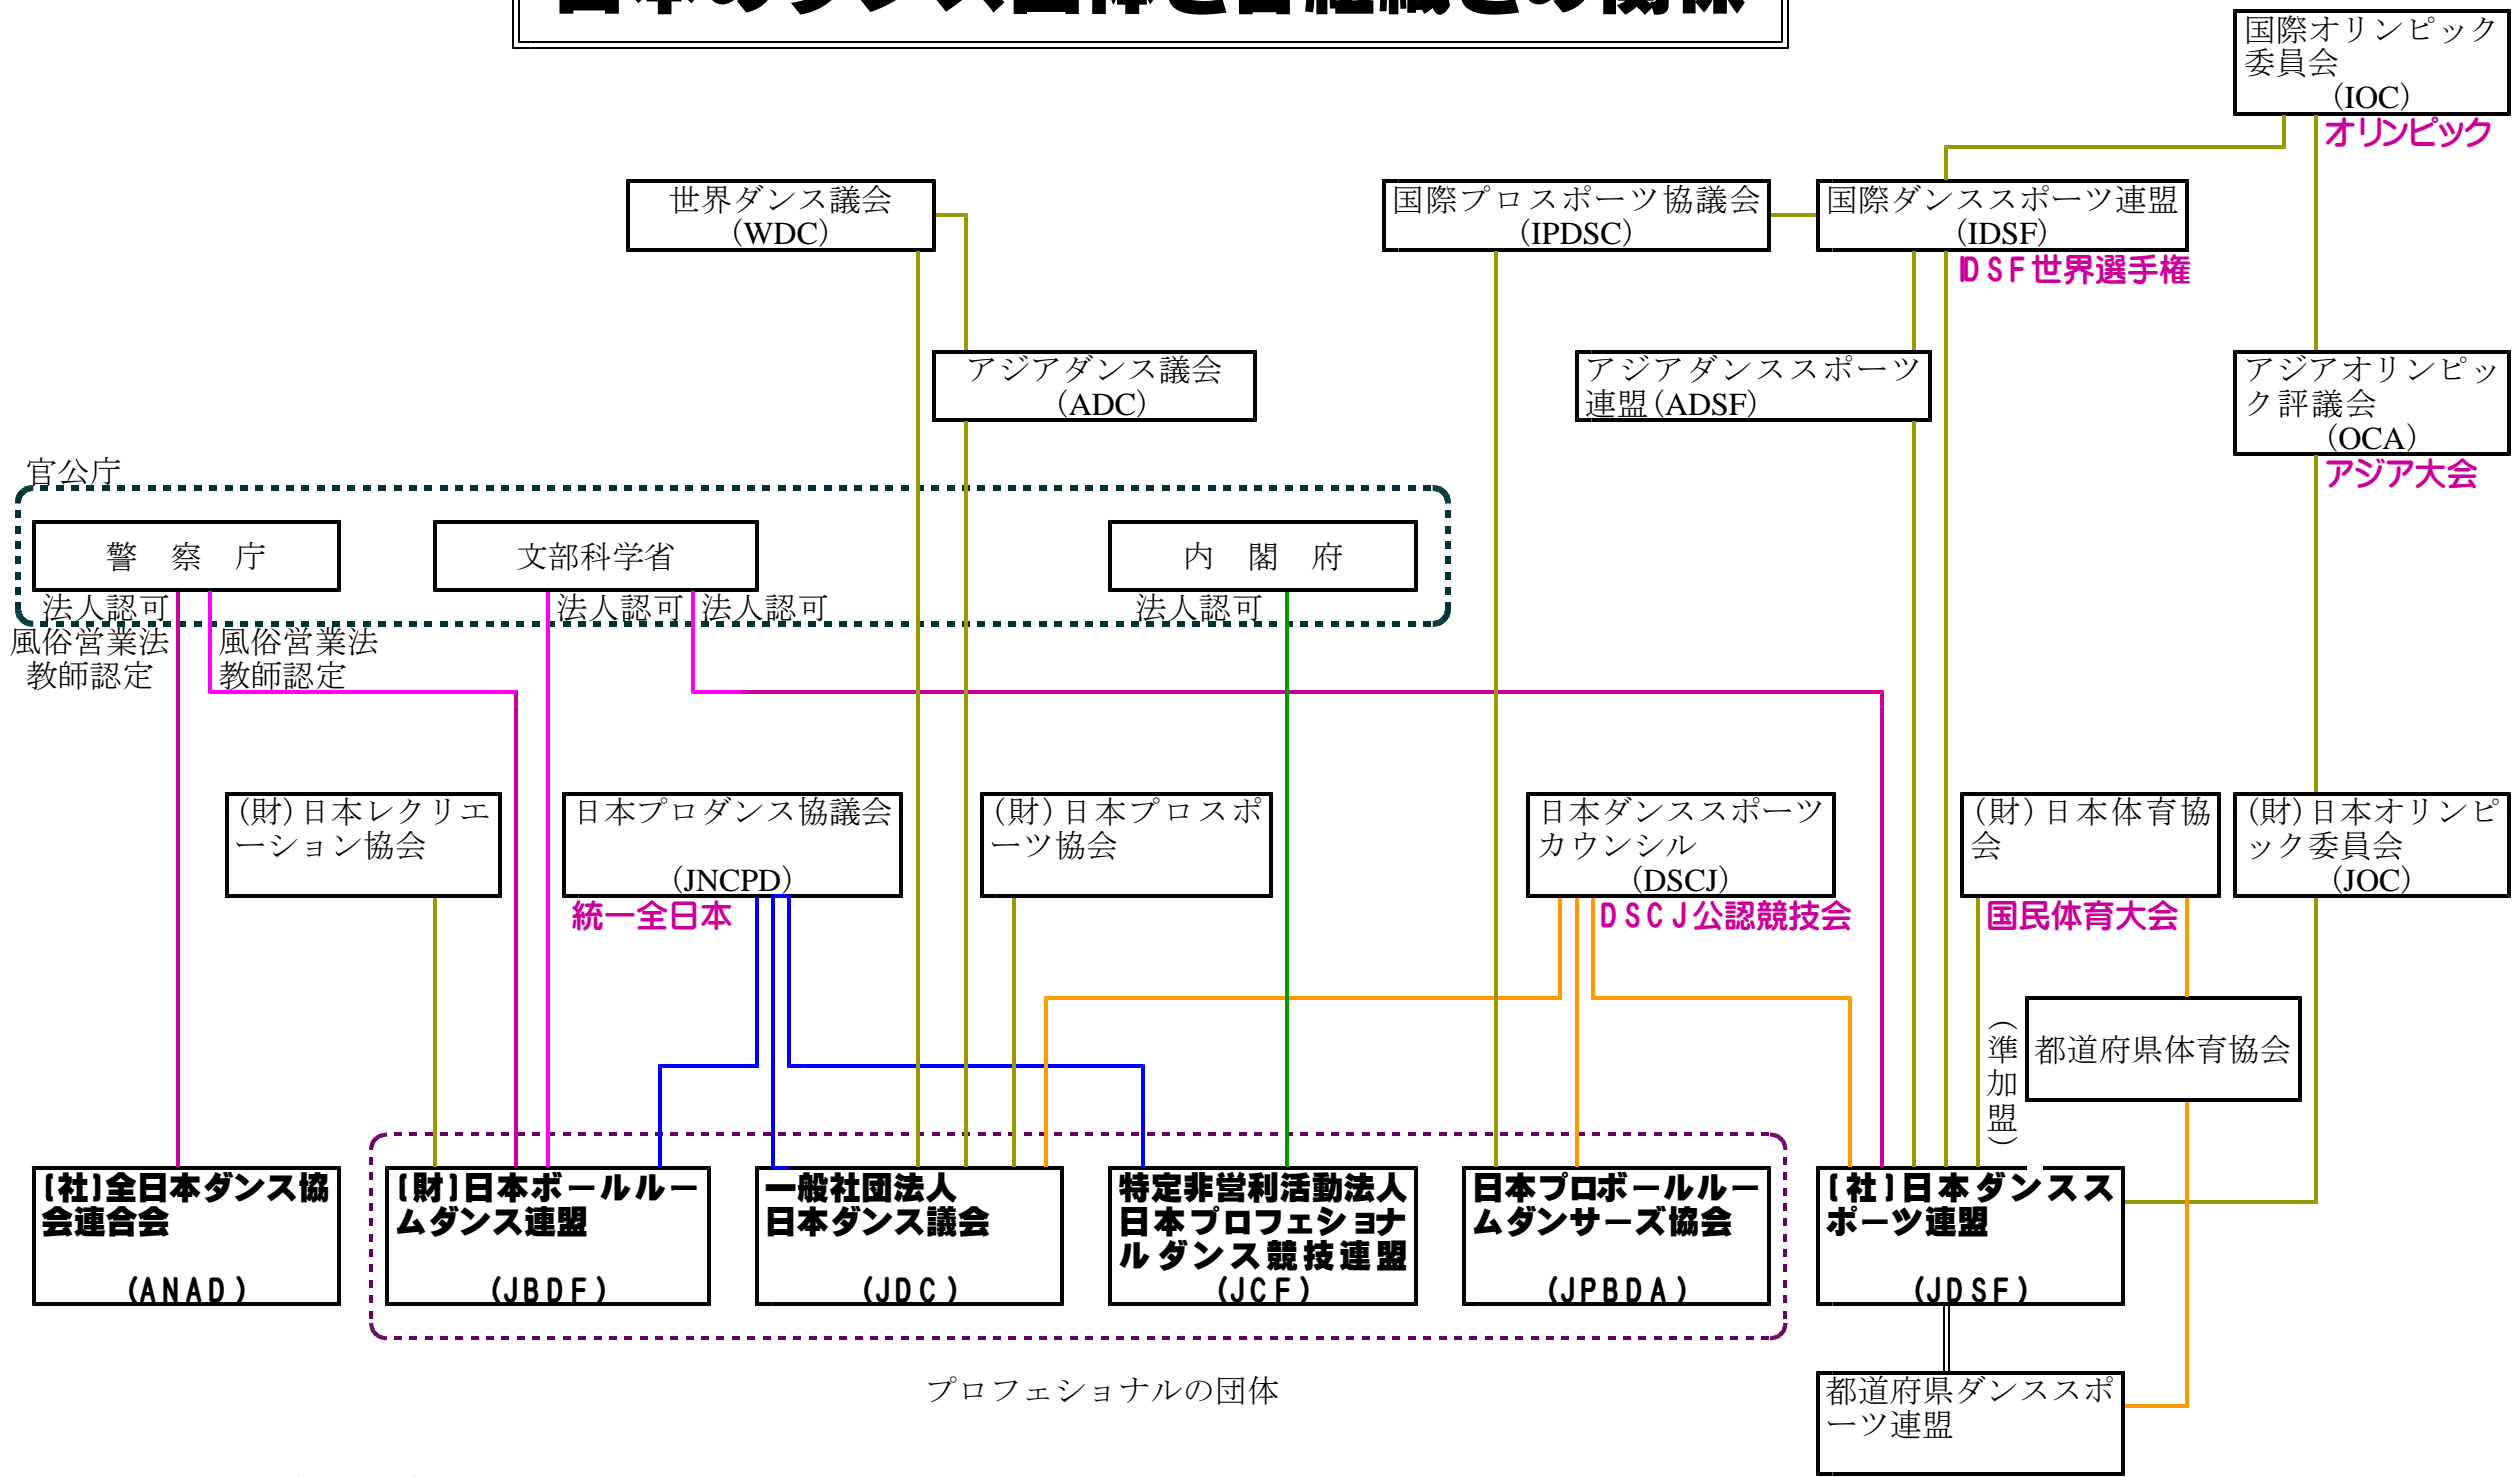 日本のダンス団体と各組織との関係
国際オリンピック
委員会
(IOC)
オリンピック
世界ダンス議会
(WDC)
国際プロスポーツ協議会
(IPDSC)
国際ダンススポーツ連盟
(IDSF)
IDSF世界選手権
アジアダンス議会
(ADC)
アジアダンススポーツ
連盟(ADSF)
アジアオリンピッ
ク評議会
(OCA)
アジア大会
官公庁
警 察 庁
文部科学省
内 閣 府
法人認可
法人認可
法人認可
法人認可
風俗営業法
教師認定
風俗営業法
教師認定
(財)日本レクリエ
ーション協会
日本プロダンス協議会
(JNCPD)
統一全日本
(財)日本プロスポ
ーツ協会
日本ダンススポーツ
カウンシル
(DSCJ)
DSCJ公認競技会
(財)日本体育協
会
国民体育大会
(財)日本オリンピ
ック委員会
(JOC)
(準加盟)
都道府県体育協会
(社)全日本ダンス協
会連合会
(ANAD)
(財)日本ボールルー
ムダンス連盟
(JBDF)
一般社団法人
日本ダンス議会
(JDC)
特定非営利活動法人
日本プロフェショナ
ルダンス競技連盟
(JCF)
日本プロボールルー
ムダンサーズ協会
(JPBDA)
(社)日本ダンスス
ポーツ連盟
(JDSF)
プロフェショナルの団体
都道府県ダンススポ
ーツ連盟